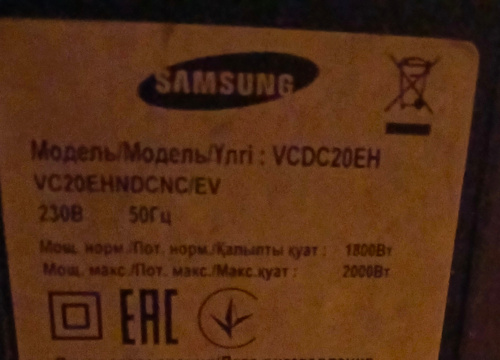 SAMSUNG
Модель/Модель/Үлгі : VCDC20EH
VC20EHNDCNC/EV
230В 50Гц
Мощ. норм./Пот. норм./Қалыпты қуат : 1800Вт
Мощ. макс./Пот. макс./Макс.қуат : 2000Вт
EAC